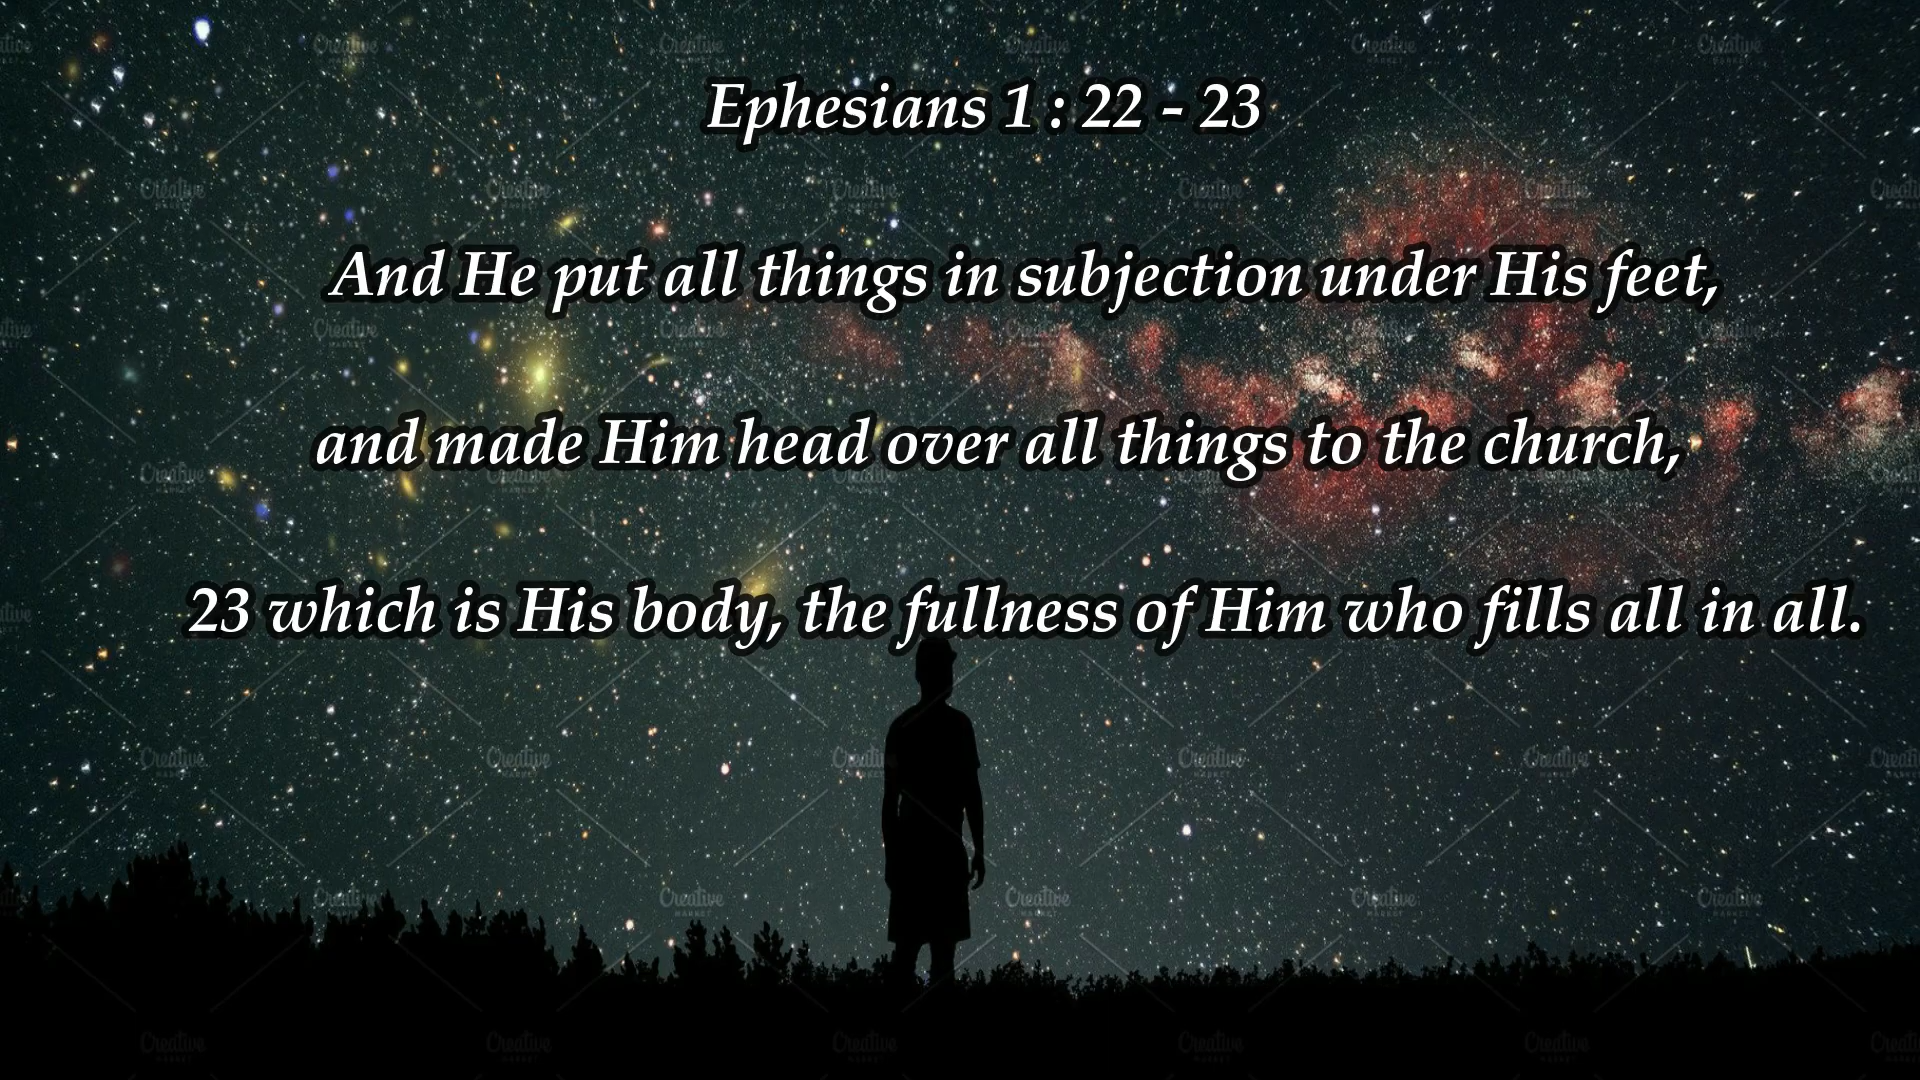 Ephesians 1 : 22 - 23
And He put all things in subjection under His feet,
and made Him head over all things to the church,
23 which is His body, the fullness of Him who fills all in all.
Creative
MARKET